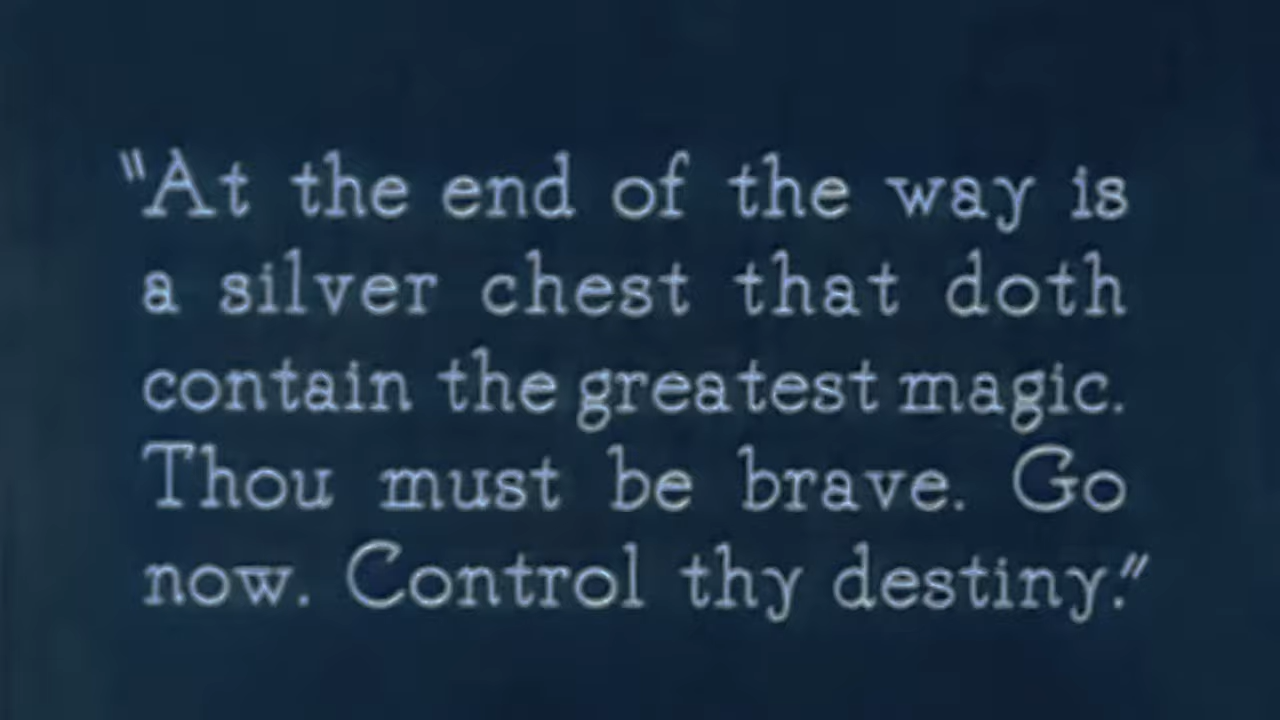 "At the end of the way is
a silver chest that doth
contain the greatest magic.
Thou must be brave. Go
now. Control thy destiny."